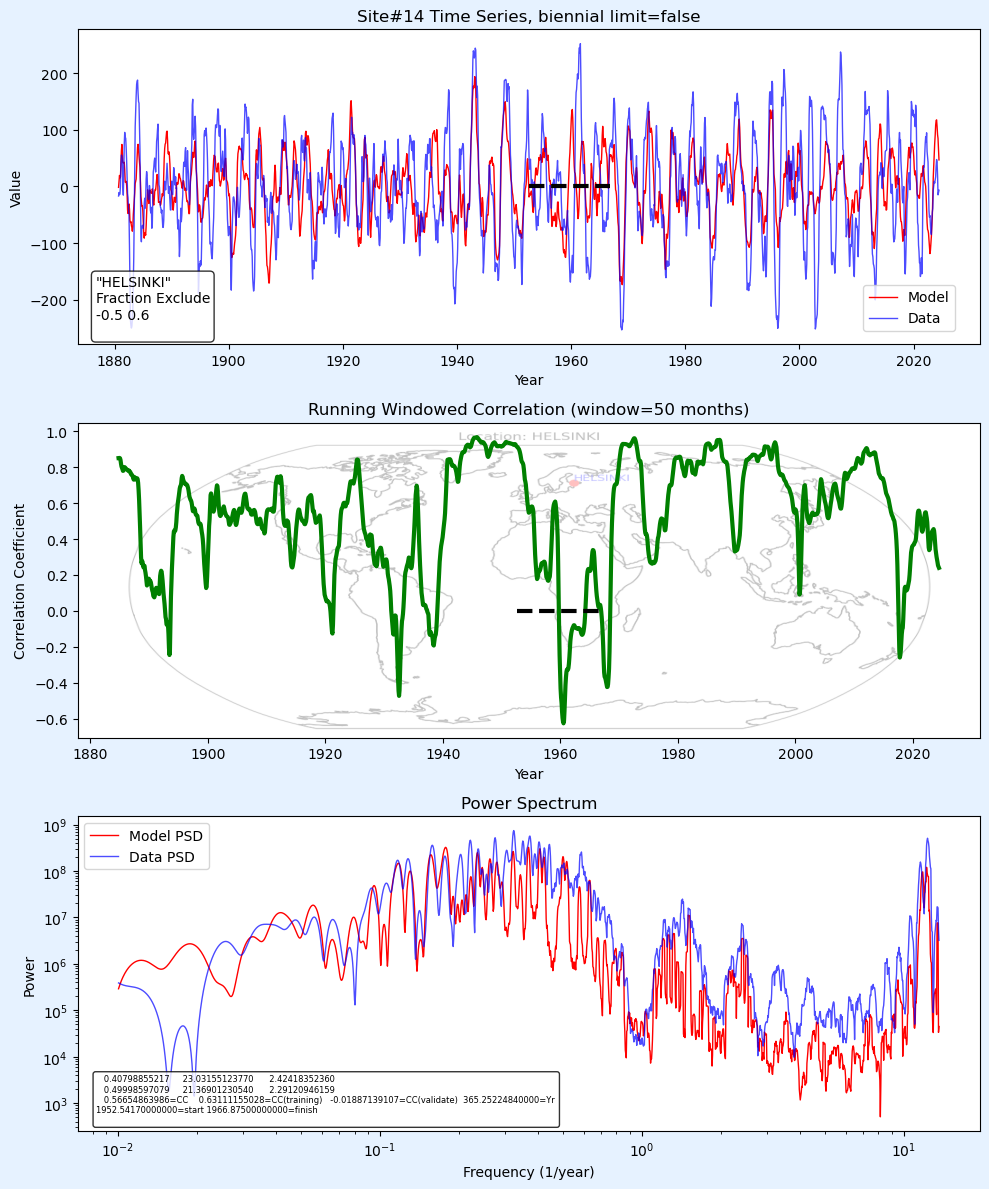 Site#14 Time Series, biennial limit=false
Value
200
100
0
−100
−200
"HELSINKI"
Fraction Exclude
-0.5 0.6
Model
Data
1880 1900 1920 1940 1960 1980 2000 2020
Year
Running Windowed Correlation (window=50 months)
Location: HELSINKI
HELSINKI
Correlation Coefficient
1.0
0.8
0.6
0.4
0.2
0.0
−0.2
−0.4
−0.6
1880 1900 1920 1940 1960 1980 2000 2020
Year
Power Spectrum
Model PSD
Data PSD
Power
10⁹
10⁸
10⁷
10⁶
10⁵
10⁴
10³
0.40798855217 23.03155123770 2.42418352360
0.49998597079 21.36901230540 2.29120946159
0.56654863986=CC 0.63111155028=CC(training) -0.01887139107=CC(validate) 365.25224840000=Yr
1952.54170000000=start 1966.87500000000=finish
10⁻² 10⁻¹ 10⁰ 10¹
Frequency (1/year)